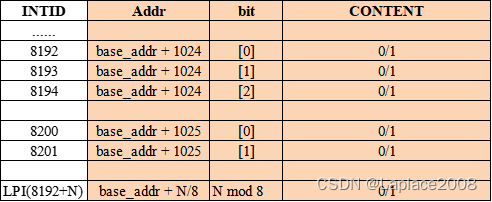 INTID Addr bit CONTENT
......
8192 base_addr + 1024 [0] 0/1
8193 base_addr + 1024 [1] 0/1
8194 base_addr + 1024 [2] 0/1
8200 base_addr + 1025 [0] 0/1
8201 base_addr + 1025 [1] 0/1
LPI(8192+N) base_addr + N/8 N mod 8 0/1
CSDN @Laplace2008